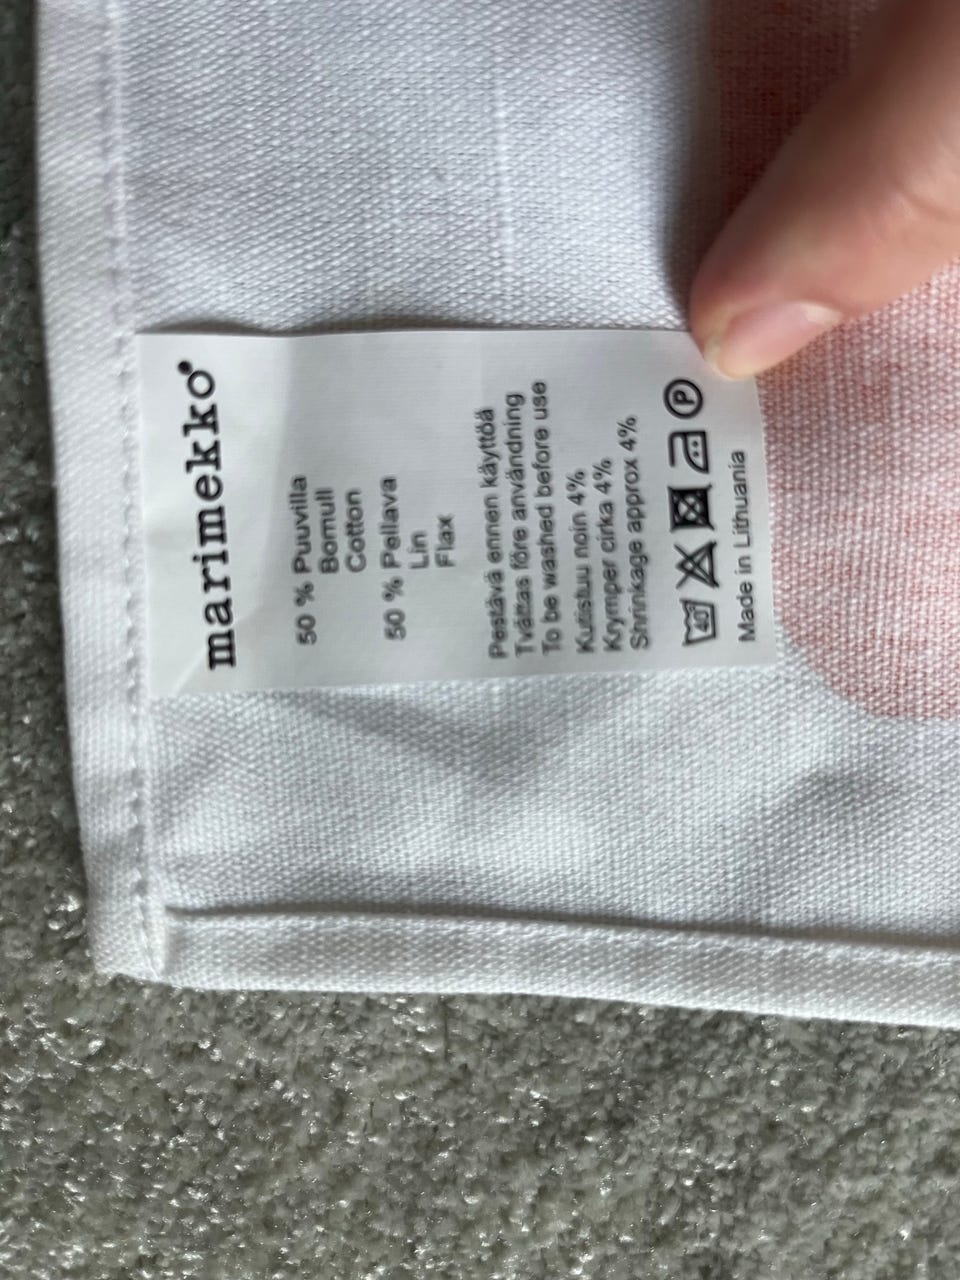 marimekko
50 % Puuvilla
Bomull
Cotton
50 % Pellava
Lin
Flax
Pestävä ennen käyttöä
Tvättas före användning
To be washed before use
Kutistuu noin 4%
Krymper cirka 4%
Shrinkage approx 4%
40° P
Made in Lithuania